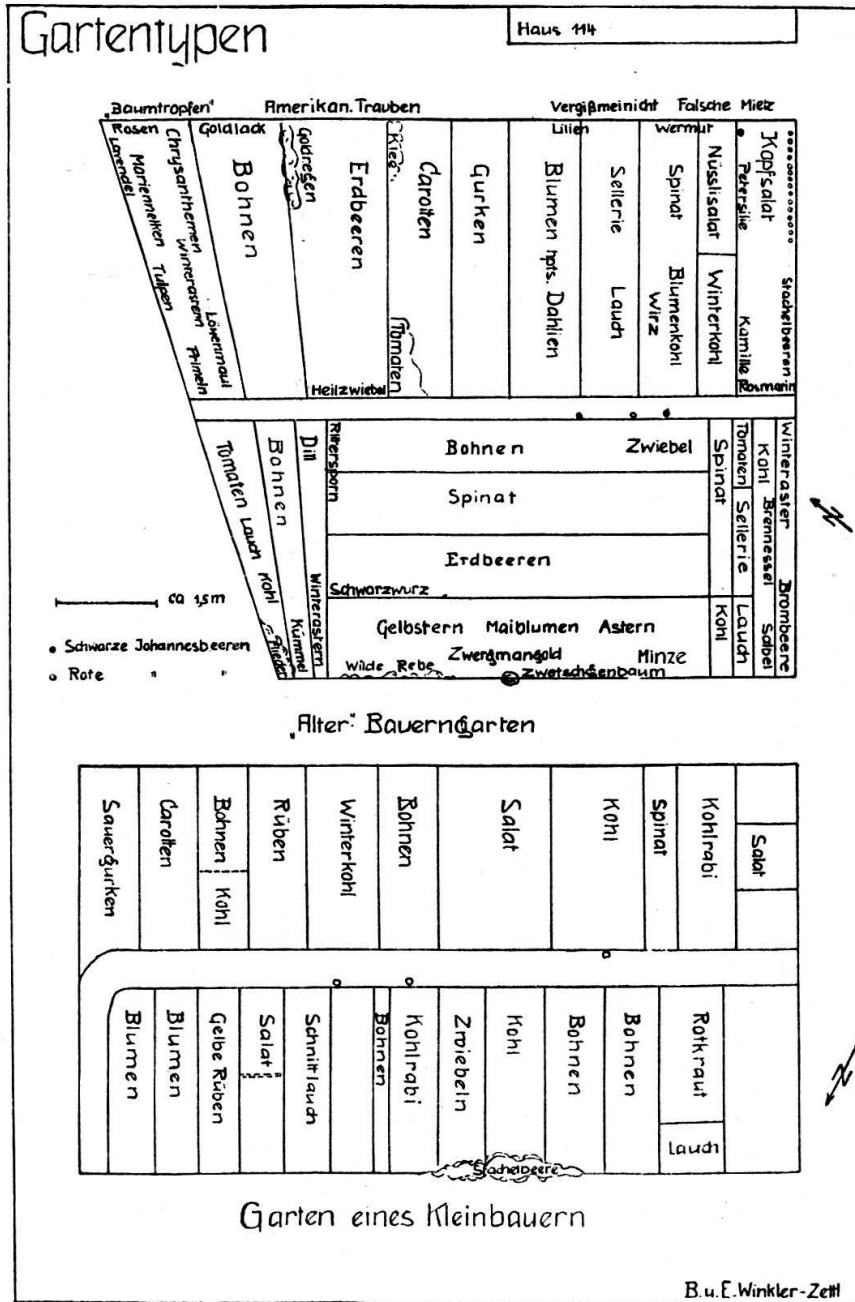 Gartentypen
Haus 114
„Baumtropfen" Amerikan. Trauben Vergißmeinicht Falsche Mietz
Rosen
Lavendel
Mariennelken Tulpen
Chrysanthemen Winterastern Primeln
Löwenmaul
Goldlack
Bohnen
Goldregen
Erdbeeren
Heilzwiebel
Carotten
Tomaten
Gurken
Lilien
Blumen hpts. Dahlien
Sellerie Lauch
Wermut
Spinat Blumenkohl
Wirz
Nüsslisalat
Winterkohl
Petersilie Kamille
Kopfsalat
Stachelbeeren
Rosmarin
Tomaten Lauch Kohl
Flieder
Bohnen
Kümmel
Dill
Winterastern
Rittersporn
Bohnen Zwiebel
Spinat
Erdbeeren
Schwarzwurz
Gelbstern Maiblumen Astern
Zwergmangold Minze
Wilde Rebe Zwetschgenbaum
Spinat
Kohl
Tomaten
Sellerie
Lauch
Kohl Brennessel Salbei
Winteraster Brombeere
ca 1,5m
Schwarze Johannesbeeren
Rote " "
„Alter" Bauerngarten
Sauergurken
Carotten
Bohnen
Kohl
Rüben
Winterkohl
Bohnen
Salat
Kohl
Spinat
Kohlrabi
Salat
Blumen
Blumen
Gelbe Rüben
Salat
Schnittlauch
Bohnen
Kohlrabi
Zwiebeln
Kohl
Bohnen
Bohnen
Rotkraut
Lauch
Stachelbeere
Garten eines Kleinbauern
B.u.E.Winkler-Zettl